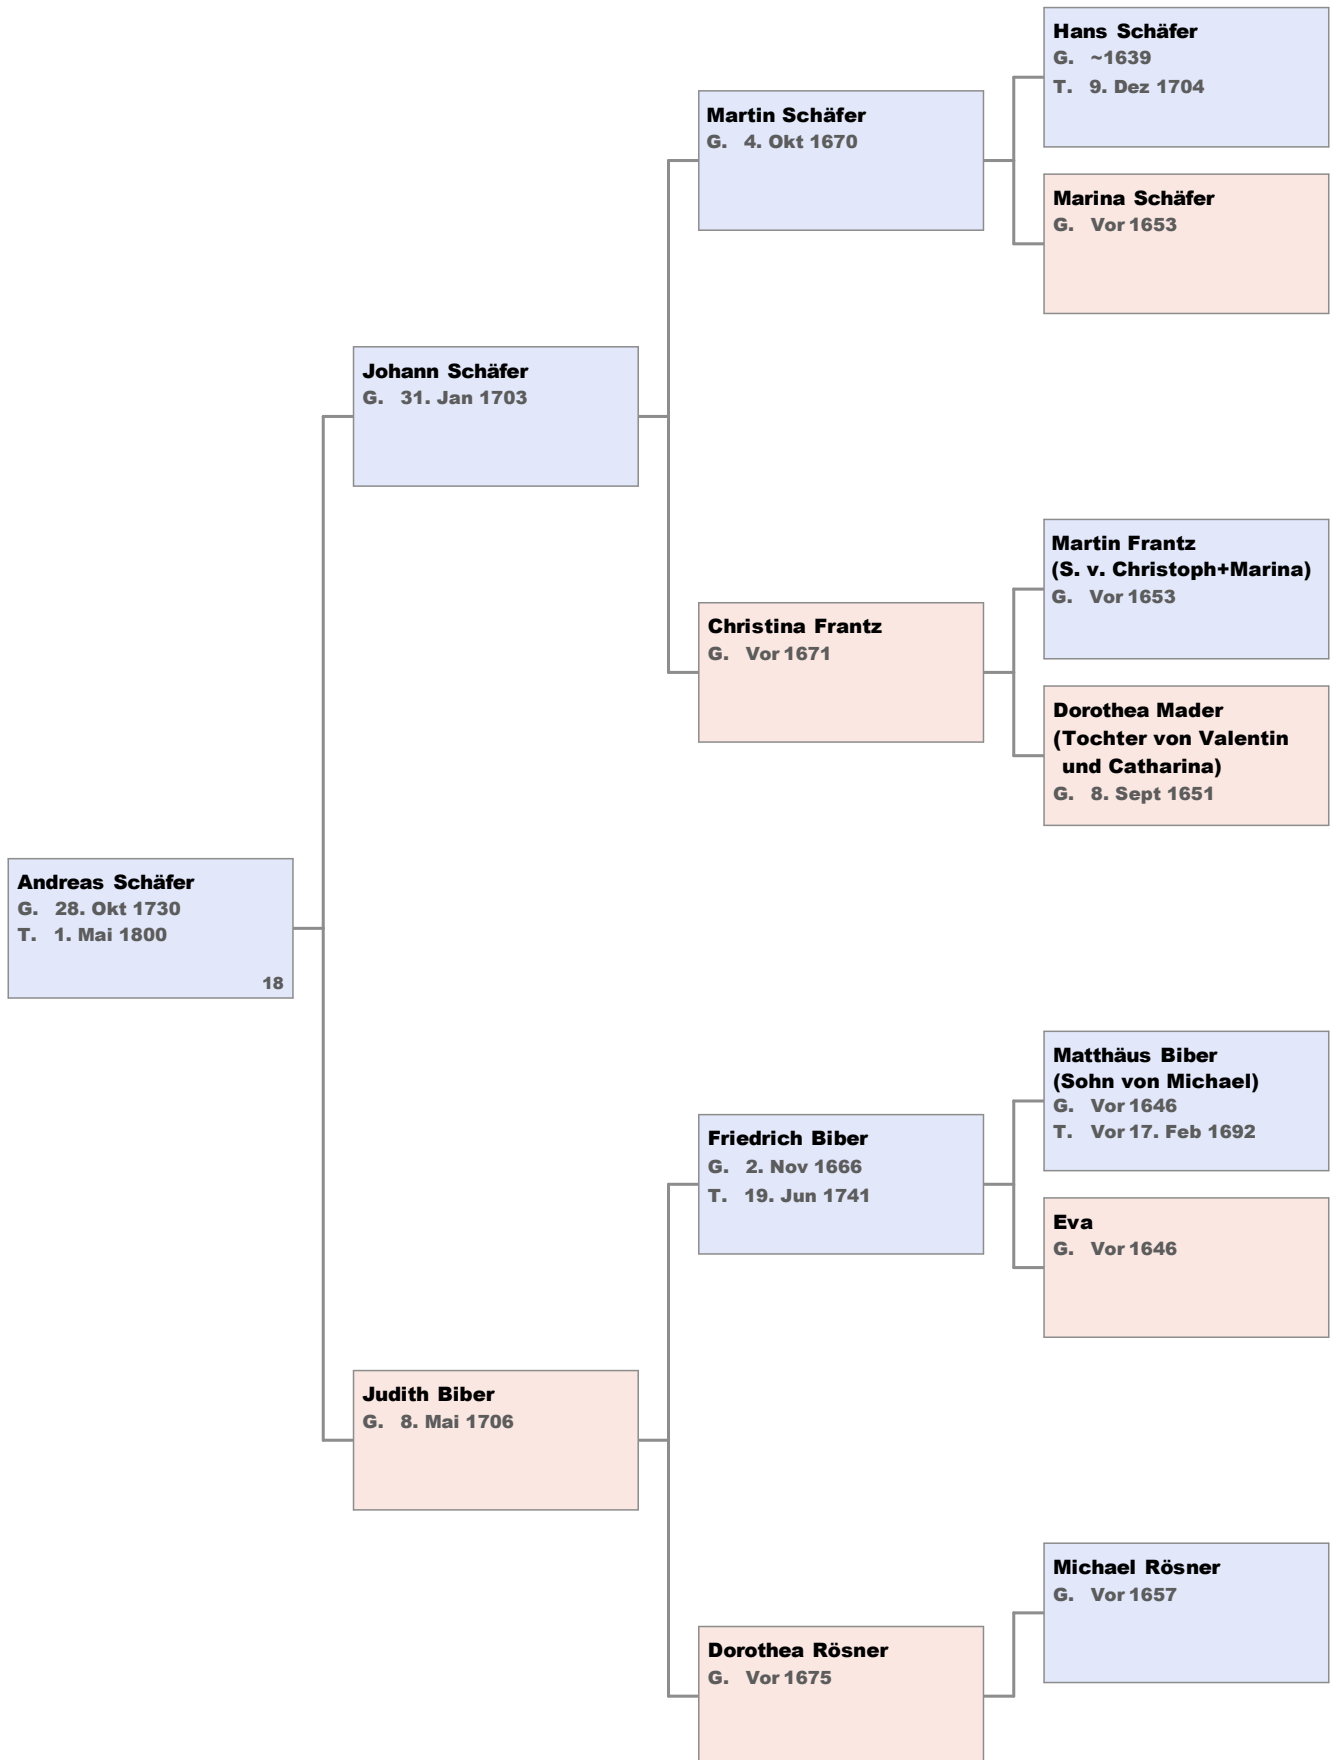 Hans Schäfer
G. ~1639
T. 9. Dez 1704
Martin Schäfer
G. 4. Okt 1670
Marina Schäfer
G. Vor 1653
Johann Schäfer
G. 31. Jan 1703
Martin Frantz
(S. v. Christoph+Marina)
G. Vor 1653
Christina Frantz
G. Vor 1671
Dorothea Mader
(Tochter von Valentin
und Catharina)
G. 8. Sept 1651
Andreas Schäfer
G. 28. Okt 1730
T. 1. Mai 1800
18
Matthäus Biber
(Sohn von Michael)
G. Vor 1646
T. Vor 17. Feb 1692
Friedrich Biber
G. 2. Nov 1666
T. 19. Jun 1741
Eva
G. Vor 1646
Judith Biber
G. 8. Mai 1706
Michael Rösner
G. Vor 1657
Dorothea Rösner
G. Vor 1675